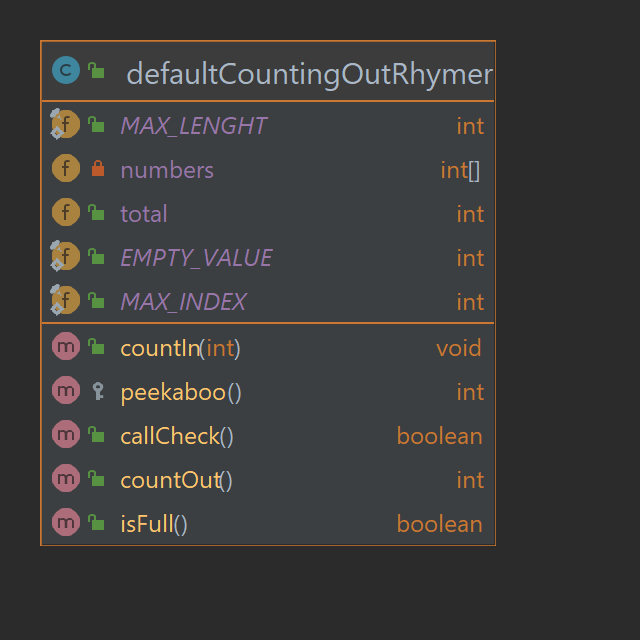 C defaultCountingOutRhymer
f MAX_LENGHT int
f numbers int[]
f total int
f EMPTY_VALUE int
f MAX_INDEX int
m countIn(int) void
m peekaboo() int
m callCheck() boolean
m countOut() int
m isFull() boolean